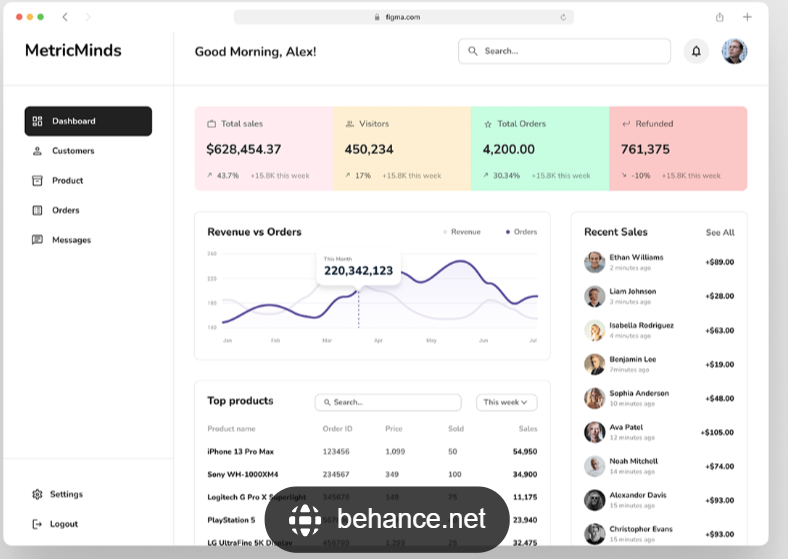 figma.com
MetricMinds
Good Morning, Alex!
Search...
Dashboard
Customers
Product
Orders
Messages
Settings
Logout
Total sales
$628,454.37
43.7% +15.8K this week
Visitors
450,234
17% +15.8K this week
Total Orders
4,200.00
30.34% +15.8K this week
Refunded
761,375
-10% +15.8K this week
Revenue vs Orders
Revenue Orders
This Month
220,342,123
260
220
180
140
Jan Feb Mar Apr May Jun Jul
Top products
Search...
This week
Product name Order ID Price Sold Sales
iPhone 13 Pro Max 123456 1,099 50 54,950
Sony WH-1000XM4 234567 349 100 34,900
Logitech G Pro X Superlight 345678 149 75 11,175
PlayStation 5 23,940
LG UltraFine 5K Display 456789 1,299 25 32,475
Recent Sales
See All
Ethan Williams +$89.00
2 minutes ago
Liam Johnson +$28.00
3 minutes ago
Isabella Rodriguez +$63.00
4 minutes ago
Benjamin Lee +$19.00
7minutes ago
Sophia Anderson +$48.00
10 minutes ago
Ava Patel +$105.00
12 minutes ago
Noah Mitchell +$74.00
14 minutes ago
Alexander Davis +$93.00
15 minutes ago
Christopher Evans +$93.00
15 minutes ago
behance.net